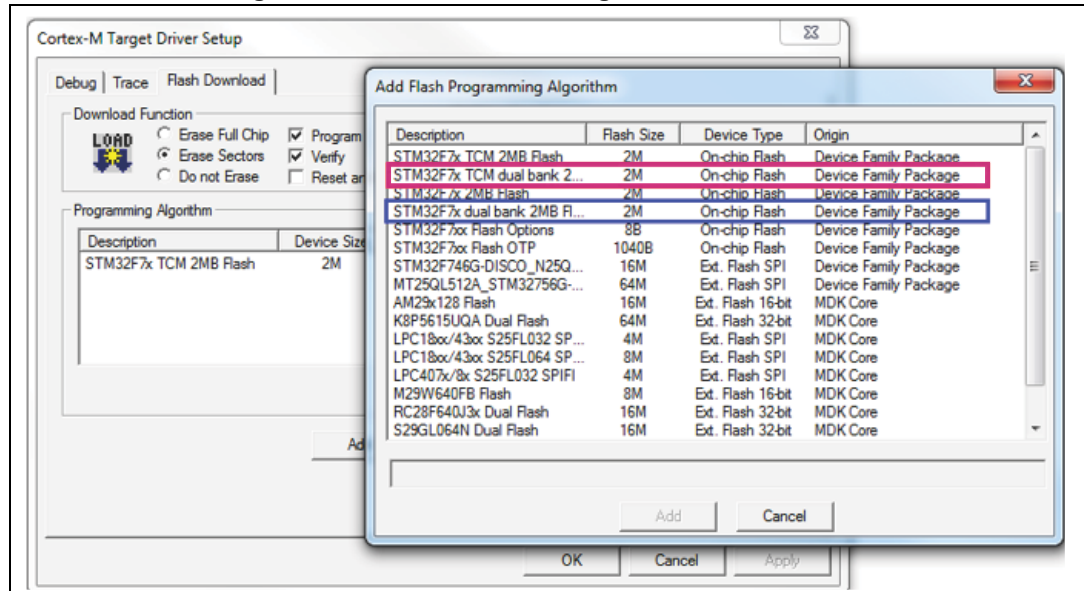 Cortex-M Target Driver Setup
Debug Trace Flash Download
Download Function
LOAD
Erase Full Chip Program
Erase Sectors Verify
Do not Erase Reset an
Programming Algorithm
Description Device Size
STM32F7x TCM 2MB Flash 2M
Ad
OK Cancel Apply
Add Flash Programming Algorithm
Description Flash Size Device Type Origin
STM32F7x TCM 2MB Flash 2M On-chip Flash Device Family Package
STM32F7x TCM dual bank 2... 2M On-chip Flash Device Family Package
STM32F7x 2MB Flash 2M On-chip Flash Device Family Package
STM32F7x dual bank 2MB Fl... 2M On-chip Flash Device Family Package
STM32F7xx Flash Options 8B On-chip Flash Device Family Package
STM32F7xx Flash OTP 1040B On-chip Flash Device Family Package
STM32F746G-DISCO_N25Q... 16M Ext. Flash SPI Device Family Package
MT25QL512A_STM32756G-... 64M Ext. Flash SPI Device Family Package
AM29x128 Flash 16M Ext. Flash 16-bit MDK Core
K8P5615UQA Dual Flash 64M Ext. Flash 32-bit MDK Core
LPC18xx/43xx S25FL032 SP... 4M Ext. Flash SPI MDK Core
LPC18xx/43xx S25FL064 SP... 8M Ext. Flash SPI MDK Core
LPC407x/8x S25FL032 SPIFI 4M Ext. Flash SPI MDK Core
M29W640FB Flash 8M Ext. Flash 16-bit MDK Core
RC28F640J3x Dual Flash 16M Ext. Flash 32-bit MDK Core
S29GL064N Dual Flash 16M Ext. Flash 32-bit MDK Core
Add Cancel